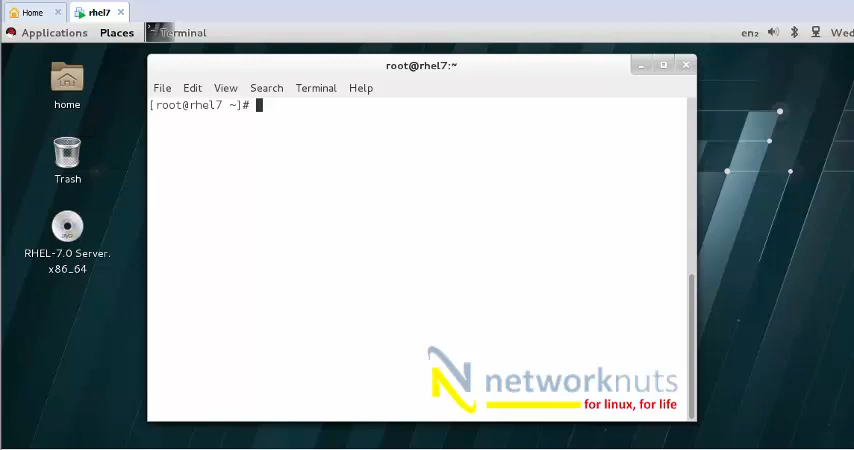 Home
rhel7
Applications Places Terminal
en₂ Wed
root@rhel7:~
File Edit View Search Terminal Help
[root@rhel7 ~]#
home
Trash
RHEL-7.0 Server.
x86_64
networknuts
for linux, for life